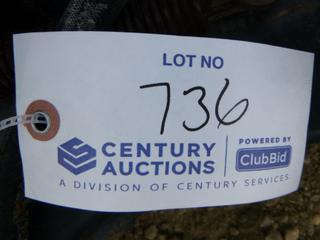 LOT NO
736
CENTURY AUCTIONS
POWERED BY
ClubBid
A DIVISION OF CENTURY SERVICES